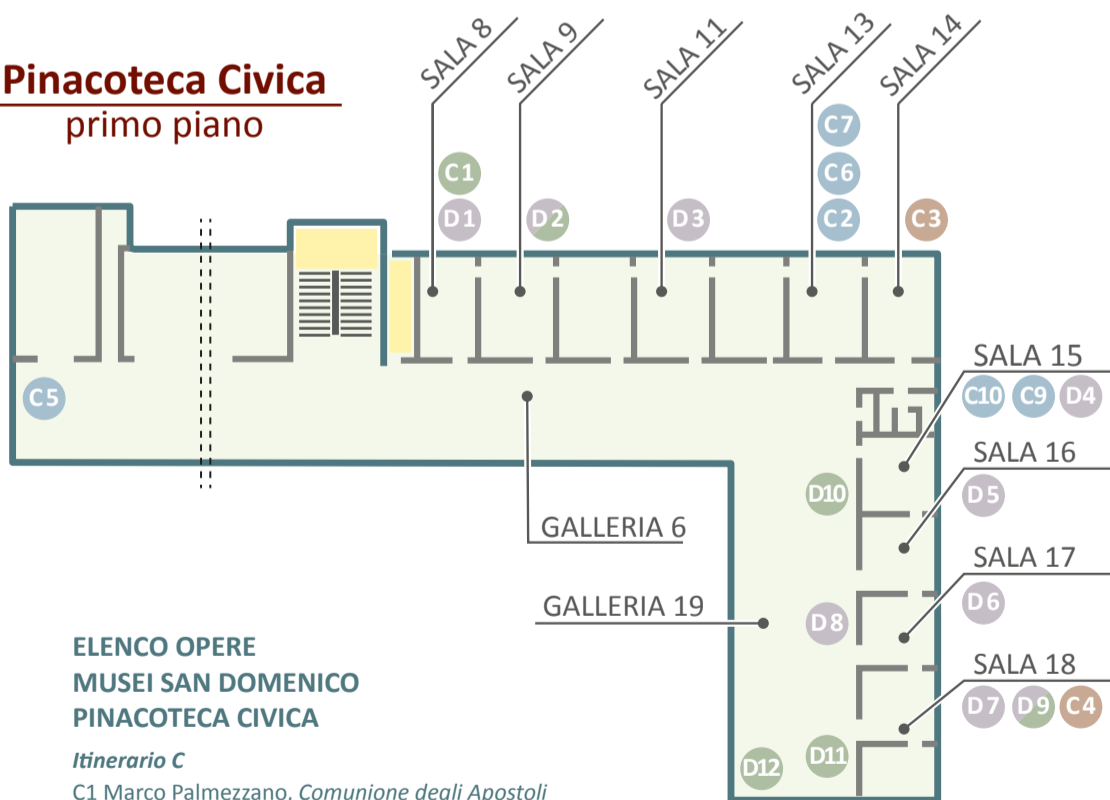 Pinacoteca Civica
primo piano
SALA 8
SALA 9
SALA 11
SALA 13
SALA 14
C1
D1
D2
D3
C7
C6
C2
C3
C5
SALA 15
C10 C9 D4
SALA 16
D5
D10
GALLERIA 6
SALA 17
D6
GALLERIA 19
D8
SALA 18
D7 D9 C4
D11
D12
ELENCO OPERE
MUSEI SAN DOMENICO
PINACOTECA CIVICA
Itinerario C
C1 Marco Palmezzano, Comunione degli Apostoli